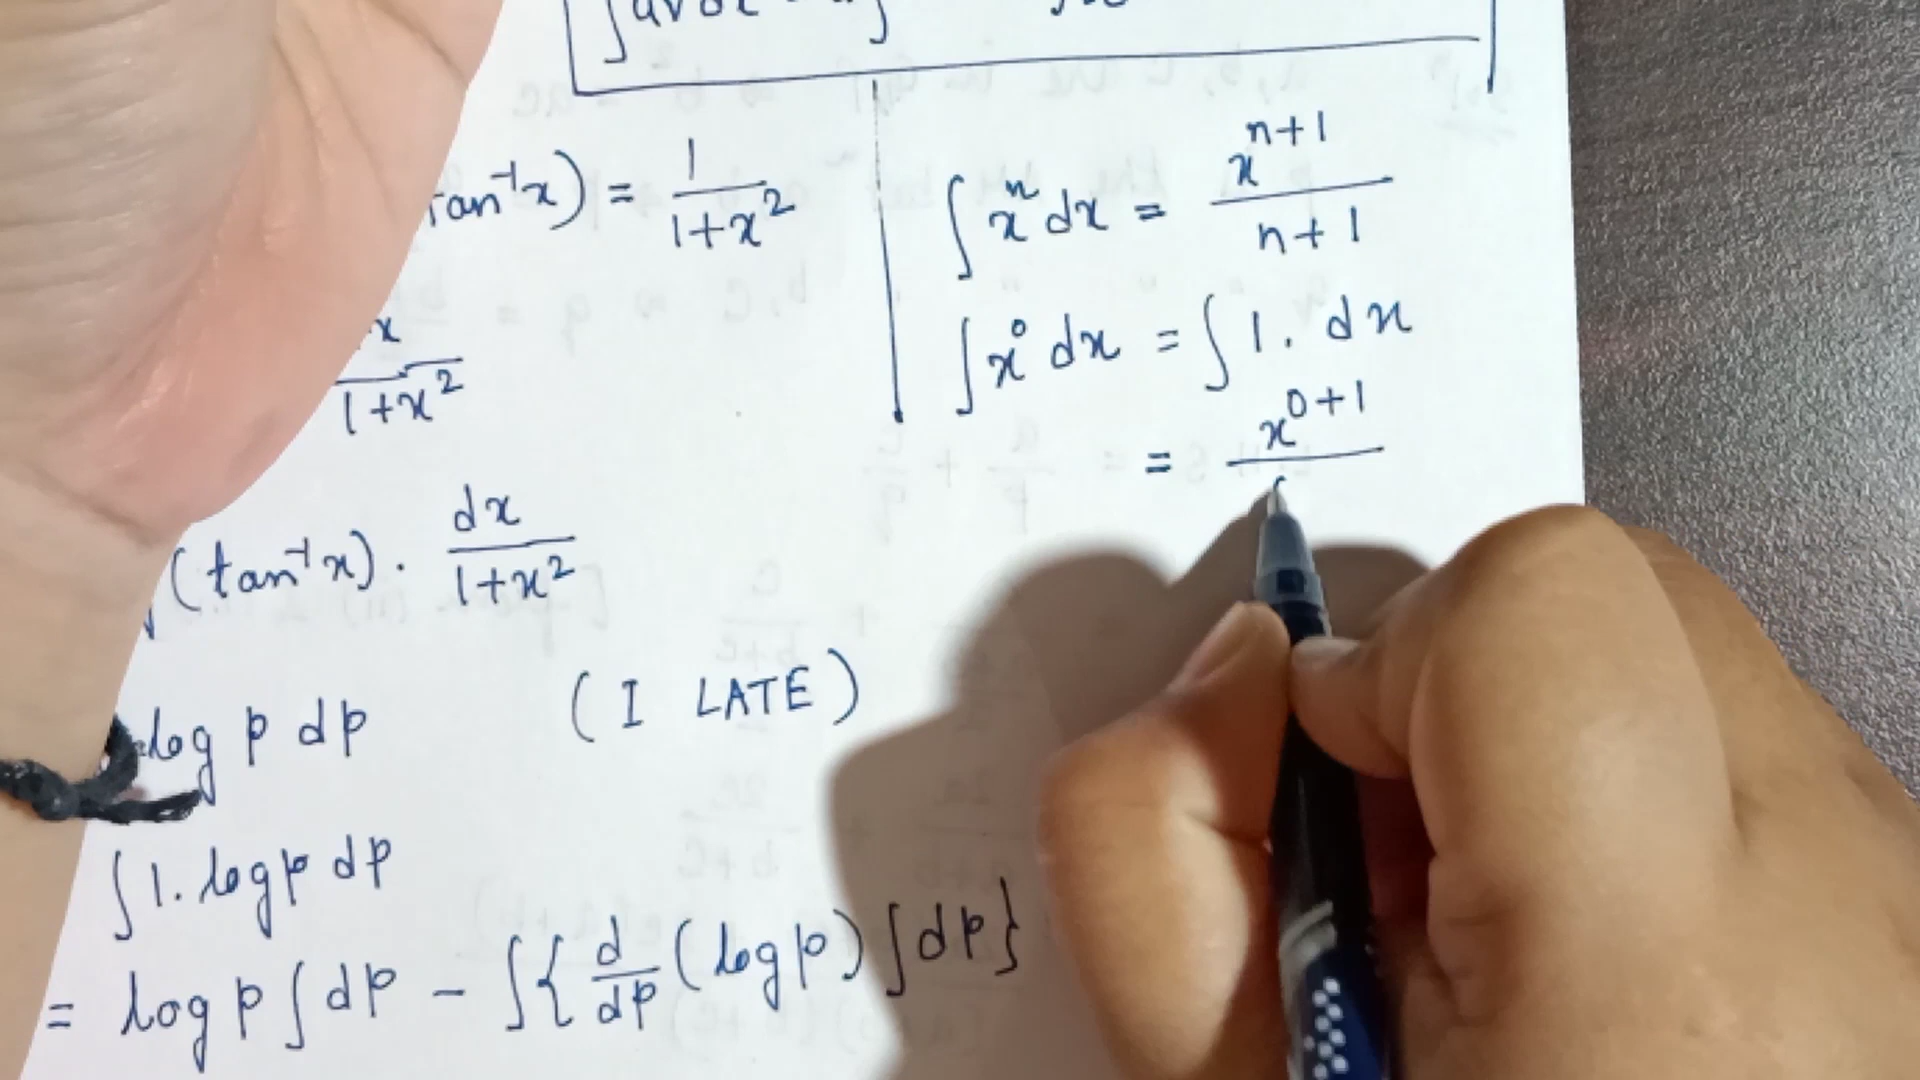 tan⁻¹x) = 1/(1+x²)
x/(1+x²)
(tan⁻¹x) · dx/(1+x²)
log p dp (I LATE)
∫1. log p dp
= log p ∫dp − ∫{d/dp (log p) ∫dp}
∫xⁿ dx = xⁿ⁺¹/(n+1)
∫x⁰ dx = ∫1. dx
= x⁰⁺¹